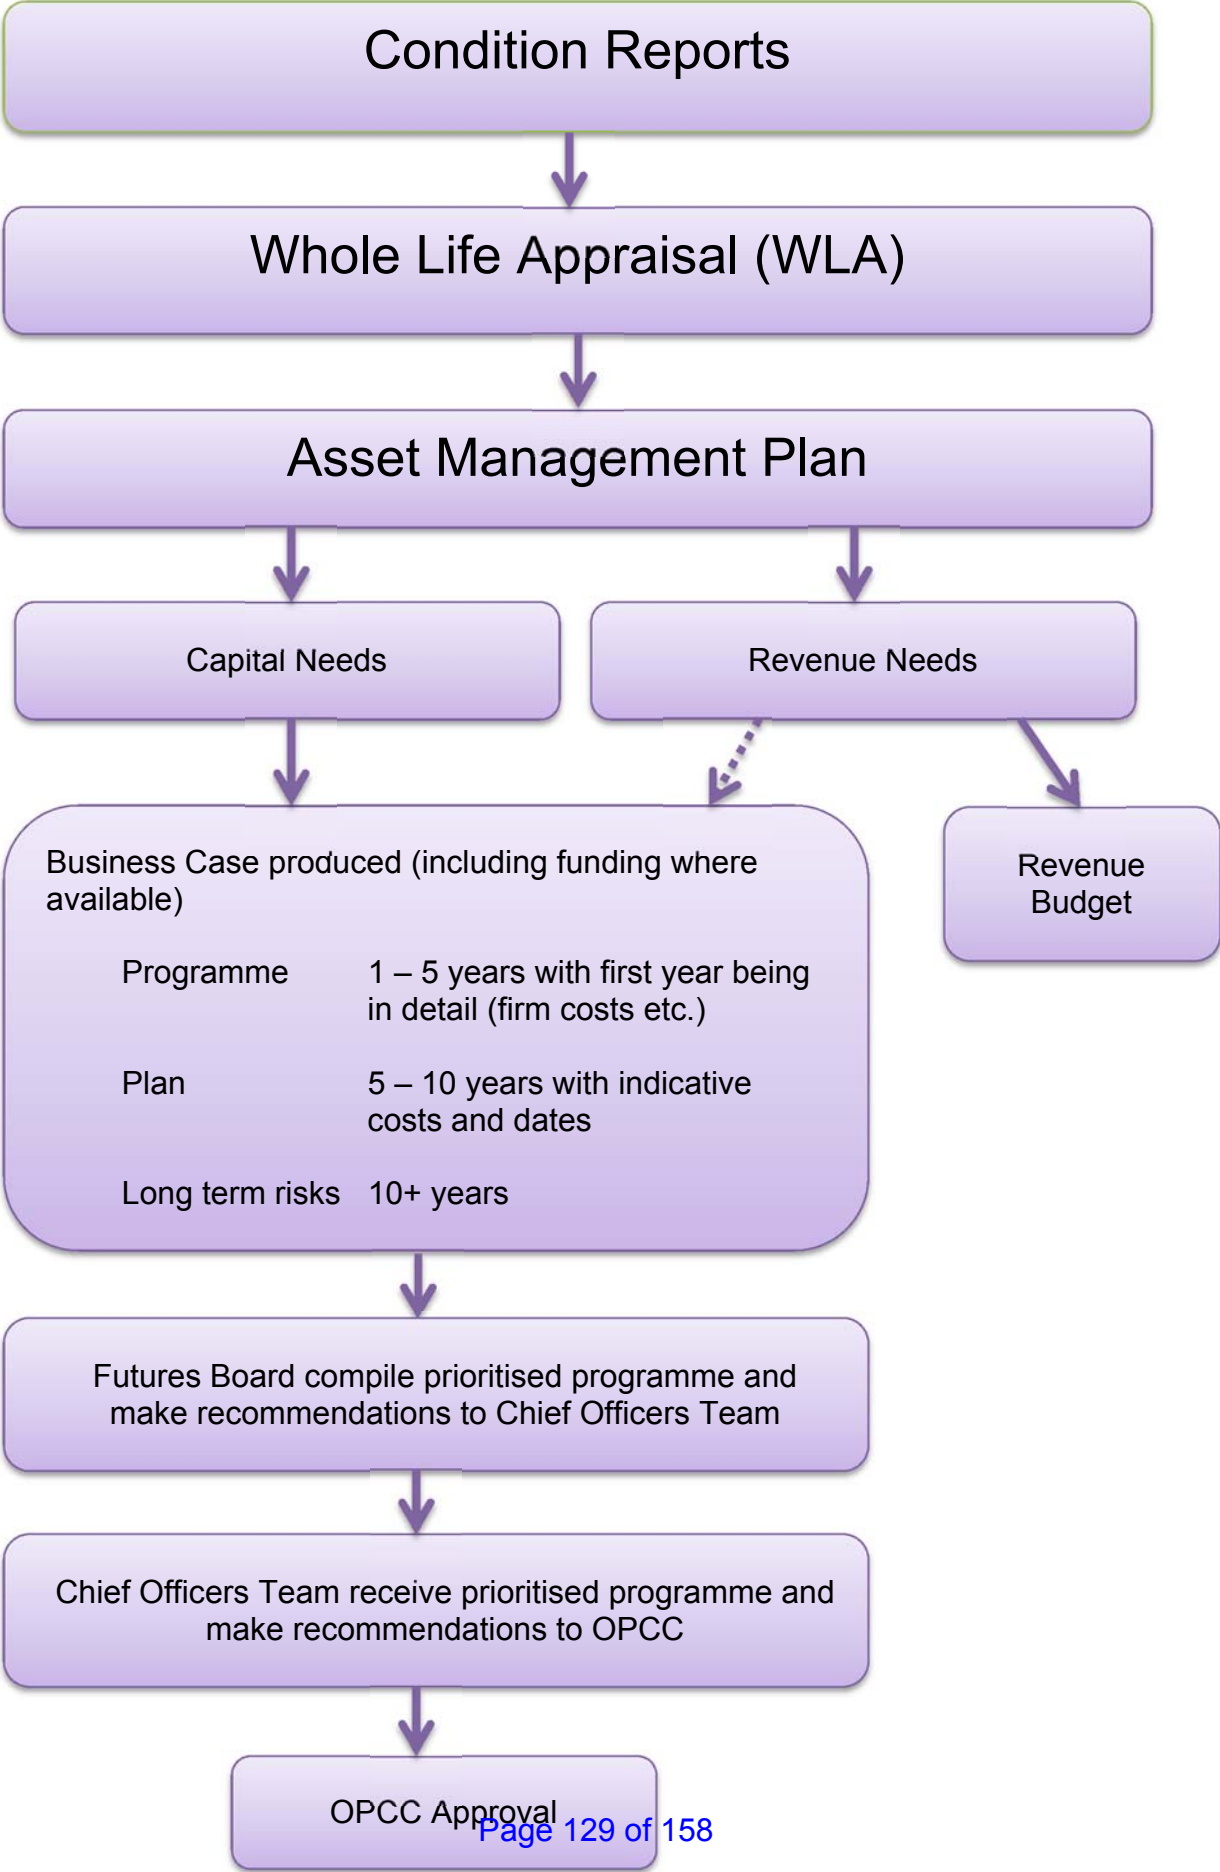 Condition Reports
Whole Life Appraisal (WLA)
Asset Management Plan
Capital Needs
Revenue Needs
Business Case produced (including funding where
available)
Programme 1 – 5 years with first year being
in detail (firm costs etc.)
Plan 5 – 10 years with indicative
costs and dates
Long term risks 10+ years
Revenue
Budget
Futures Board compile prioritised programme and
make recommendations to Chief Officers Team
Chief Officers Team receive prioritised programme and
make recommendations to OPCC
OPCC Approval
Page 129 of 158